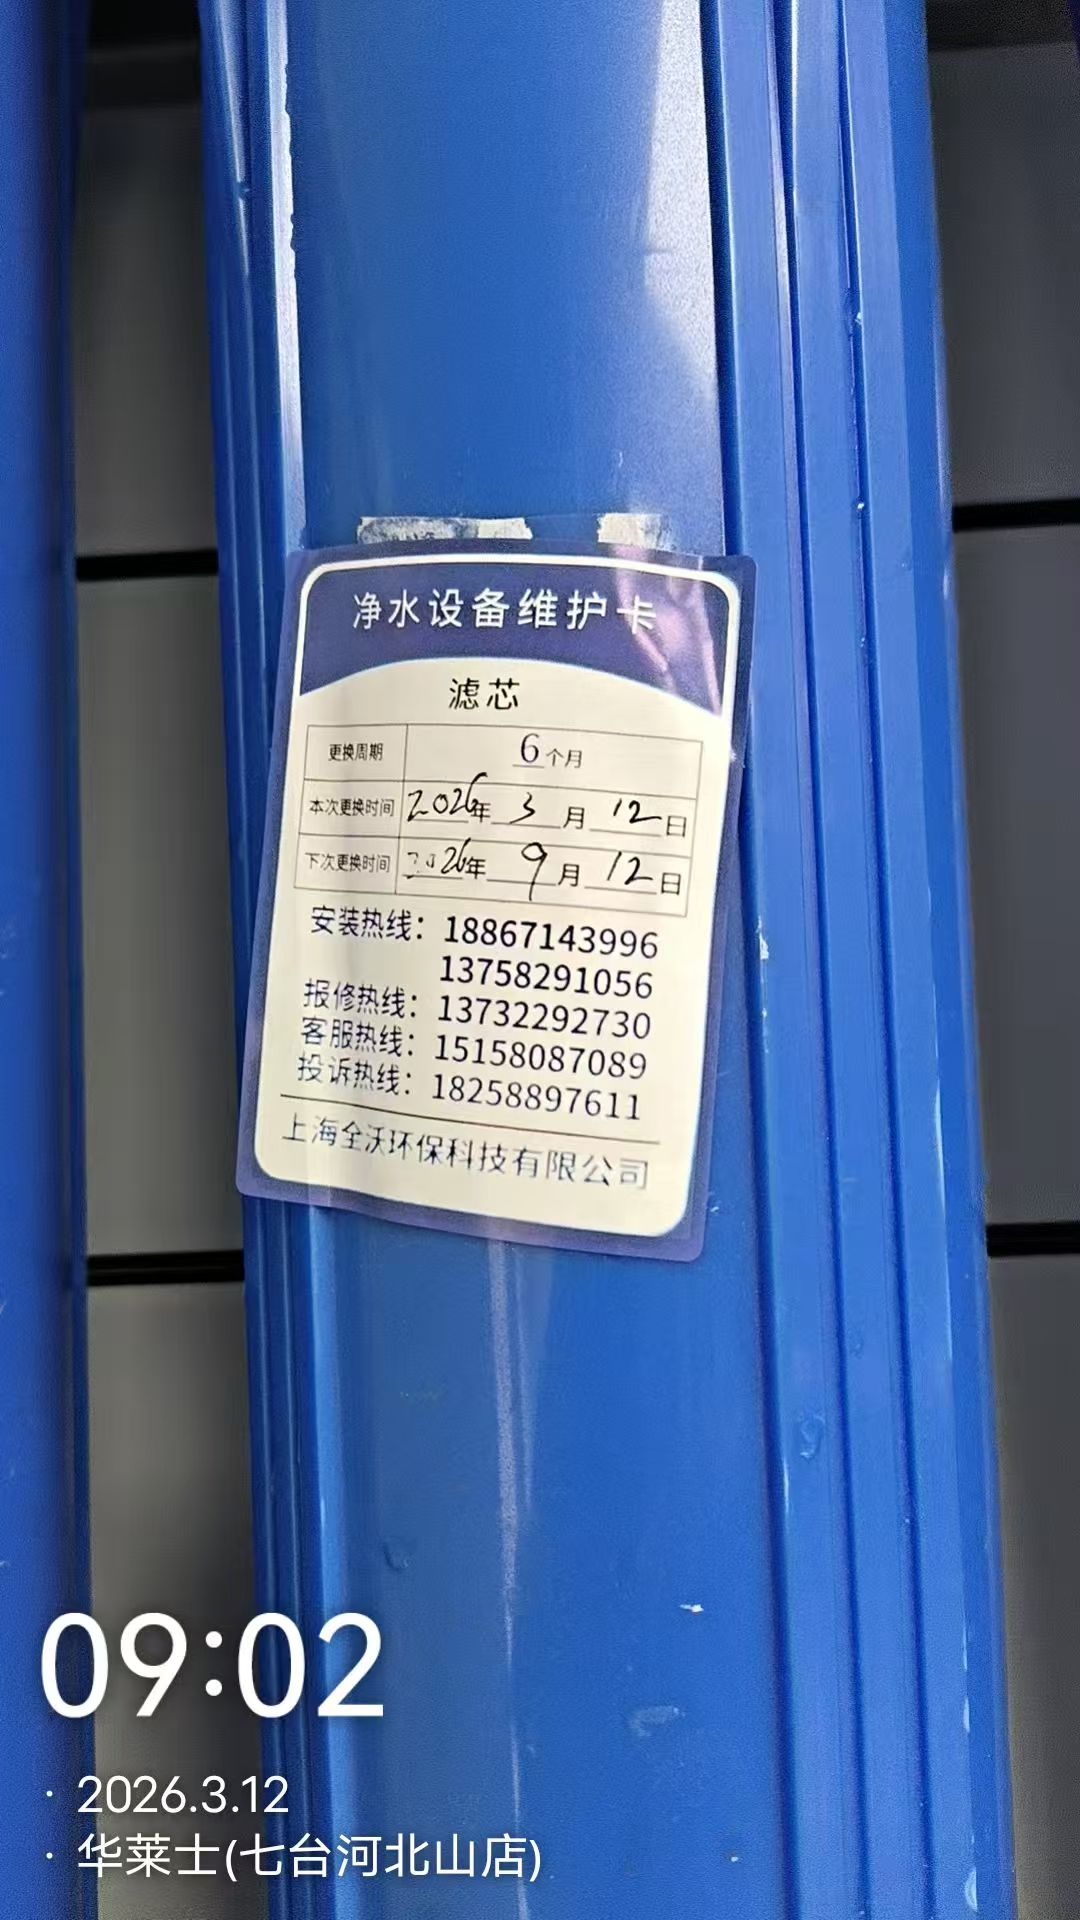 净水设备维护卡
滤芯
更换周期 6个月
本次更换时间 2026年 3月 12日
下次更换时间 2026年 9月 12日
安装热线：18867143996
13758291056
报修热线：13732292730
客服热线：15158087089
投诉热线：18258897611
上海全沃环保科技有限公司
09:02
· 2026.3.12
· 华莱士(七台河北山店)